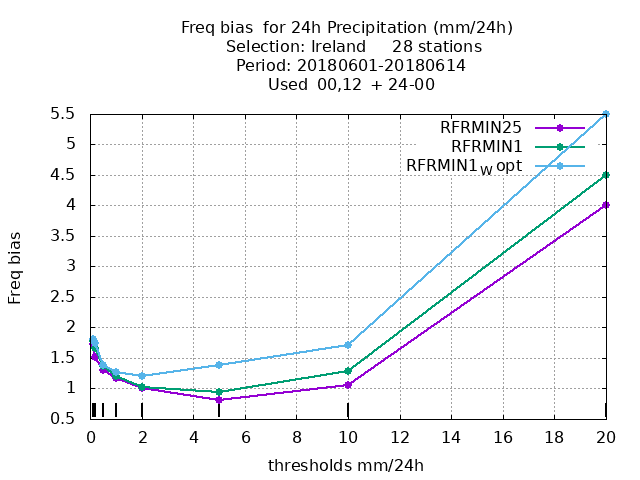 Freq bias  for 24h Precipitation (mm/24h)
Selection: Ireland     28 stations
Period: 20180601-20180614
Used  00,12  + 24-00
RFRMIN25
RFRMIN1
RFRMIN1W opt
5.5
5
4.5
4
3.5
3
2.5
2
1.5
1
0.5
Freq bias
0 2 4 6 8 10 12 14 16 18 20
thresholds mm/24h